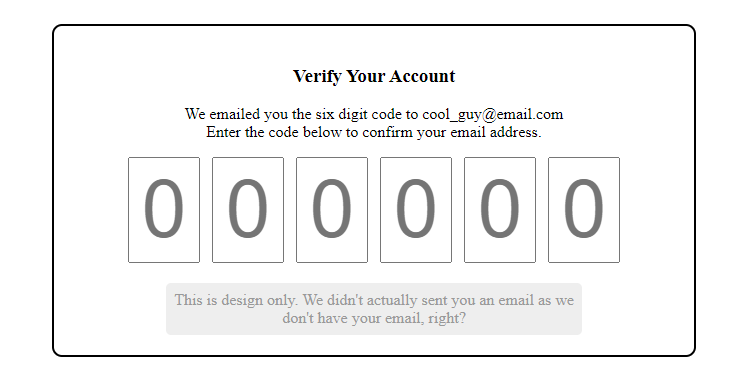 Verify Your Account
We emailed you the six digit code to cool_guy@email.com
Enter the code below to confirm your email address.
0 0 0 0 0 0
This is design only. We didn't actually sent you an email as we
don't have your email, right?